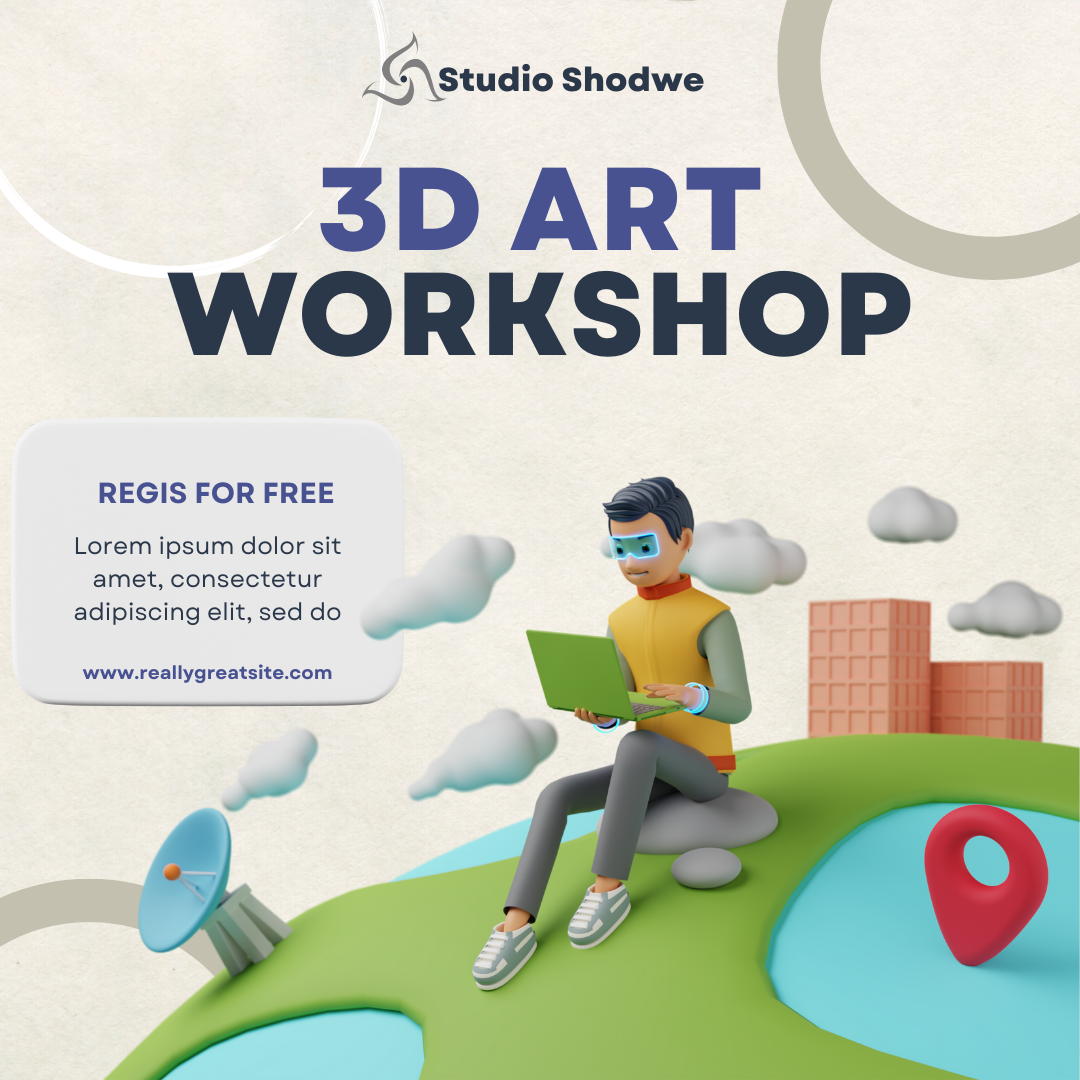 Studio Shodwe
3D ART
WORKSHOP
REGIS FOR FREE
Lorem ipsum dolor sit
amet, consectetur
adipiscing elit, sed do
www.reallygreatsite.com